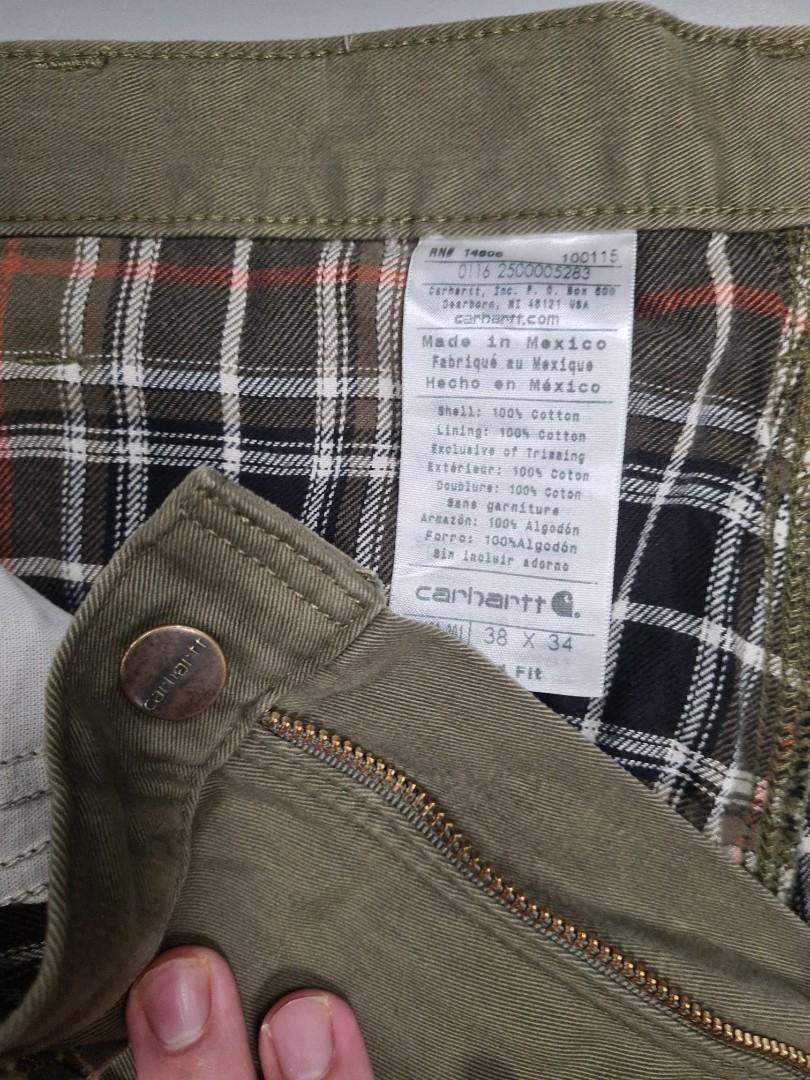 RN# 14806 100115
0116 2500005283
Carhartt, Inc. P. O. Box 600
Dearborn, MI 48121 USA
carhartt.com
Made in Mexico
Fabriqué au Mexique
Hecho en México
Shell: 100% Cotton
Lining: 100% Cotton
Exclusive of Trimming
Extérieur: 100% Coton
Doublure: 100% Coton
Sans garniture
Armazón: 100% Algodón
Forro: 100%Algodón
Sin incluir adorno
carhartt
38 X 34
Fit
carhartt